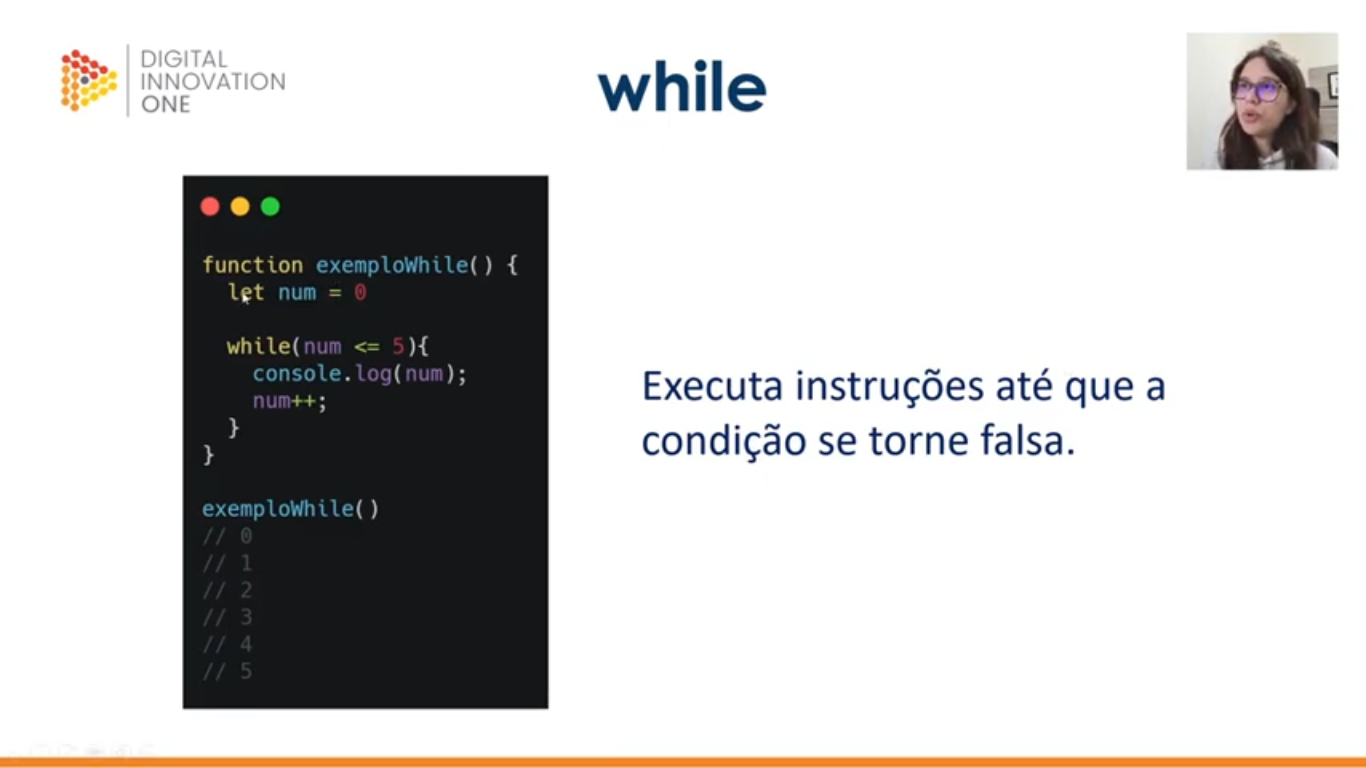 DIGITAL
INNOVATION
ONE
while
function exemploWhile() {
  let num = 0

  while(num <= 5){
    console.log(num);
    num++;
  }
}

exemploWhile()
// 0
// 1
// 2
// 3
// 4
// 5
Executa instruções até que a
condição se torne falsa.